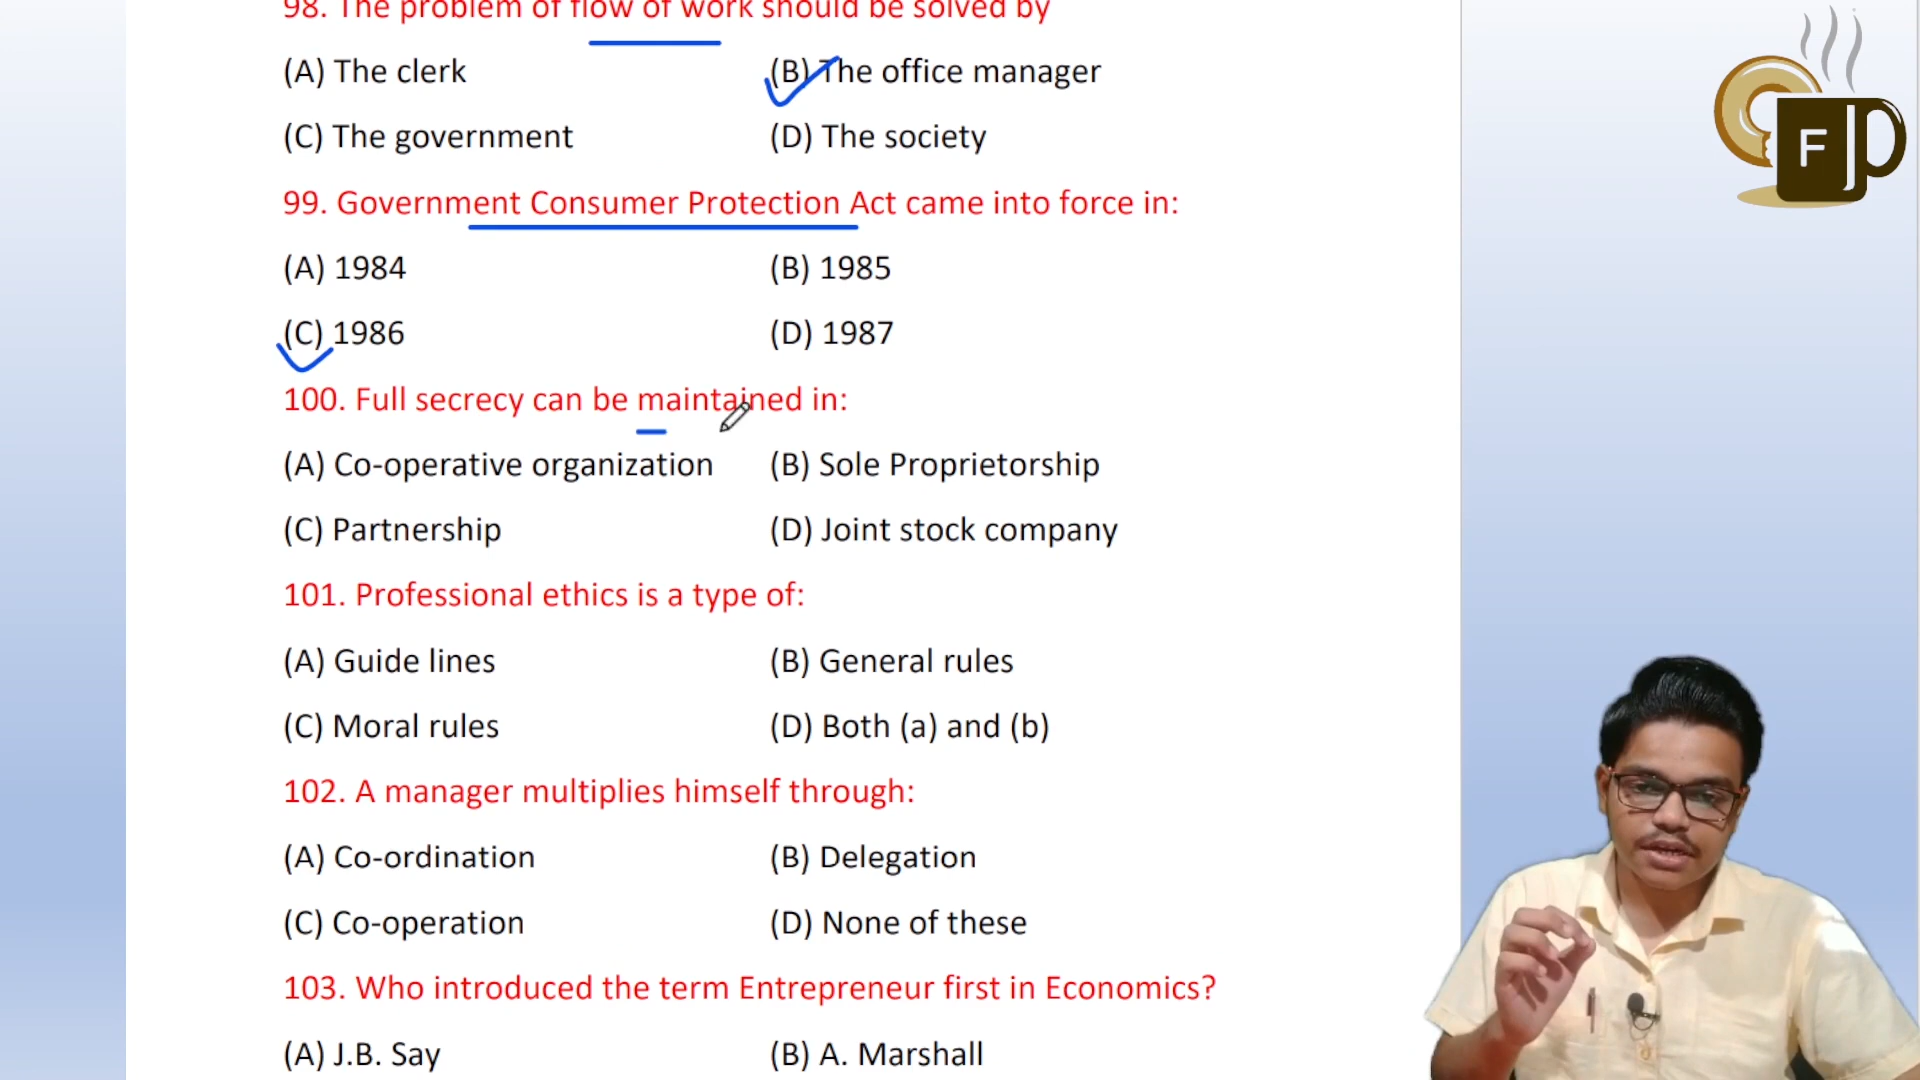 98. The problem of flow of work should be solved by
(A) The clerk (B) The office manager
(C) The government (D) The society
99. Government Consumer Protection Act came into force in:
(A) 1984 (B) 1985
(C) 1986 (D) 1987
100. Full secrecy can be maintained in:
(A) Co-operative organization (B) Sole Proprietorship
(C) Partnership (D) Joint stock company
101. Professional ethics is a type of:
(A) Guide lines (B) General rules
(C) Moral rules (D) Both (a) and (b)
102. A manager multiplies himself through:
(A) Co-ordination (B) Delegation
(C) Co-operation (D) None of these
103. Who introduced the term Entrepreneur first in Economics?
(A) J.B. Say (B) A. Marshall
FJ